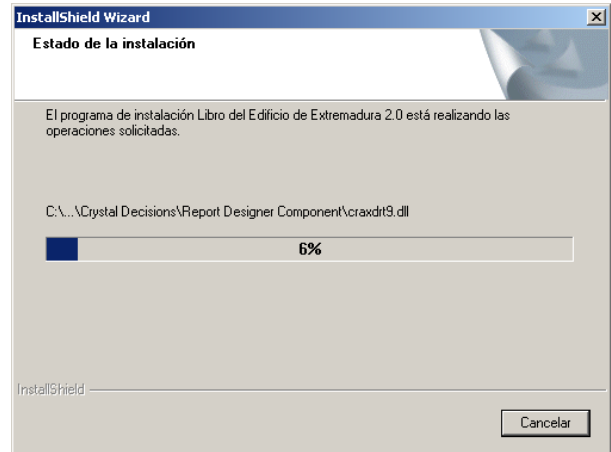 InstallShield Wizard
Estado de la instalación
El programa de instalación Libro del Edificio de Extremadura 2.0 está realizando las
operaciones solicitadas.
C:\...\Crystal Decisions\Report Designer Component\craxdrt9.dll
6%
InstallShield
Cancelar